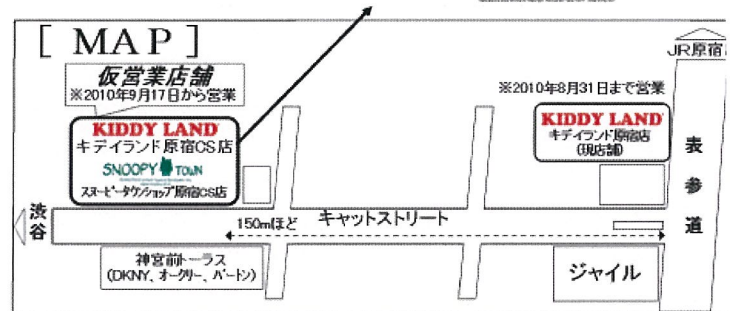 [ MAP ]
JR原宿
仮営業店舗
※2010年9月17日から営業
※2010年8月31日まで営業
KIDDY LAND
キデイランド原宿CS店
SNOOPY TOWN
スヌーピータウンショップ原宿CS店
KIDDY LAND
キデイランド原宿店
(現店舗)
表参道
渋谷
150mほど
キャットストリート
神宮前トーラス
(DKNY、オークリー、バートン)
ジャイル